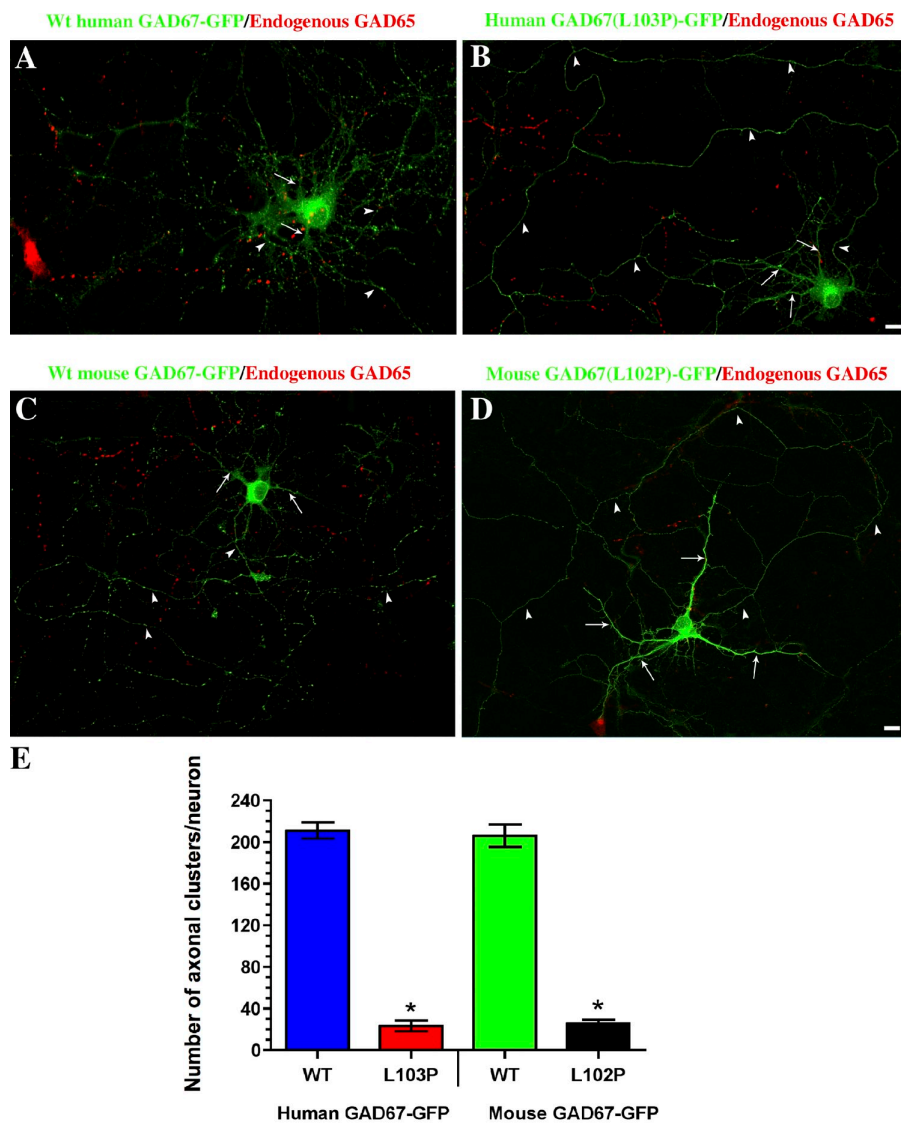 Wt human GAD67-GFP/Endogenous GAD65
Human GAD67(L103P)-GFP/Endogenous GAD65
A
B
Wt mouse GAD67-GFP/Endogenous GAD65
Mouse GAD67(L102P)-GFP/Endogenous GAD65
C
D
E
Number of axonal clusters/neuron
240
200
160
120
80
40
0
*
*
WT
L103P
WT
L102P
Human GAD67-GFP
Mouse GAD67-GFP